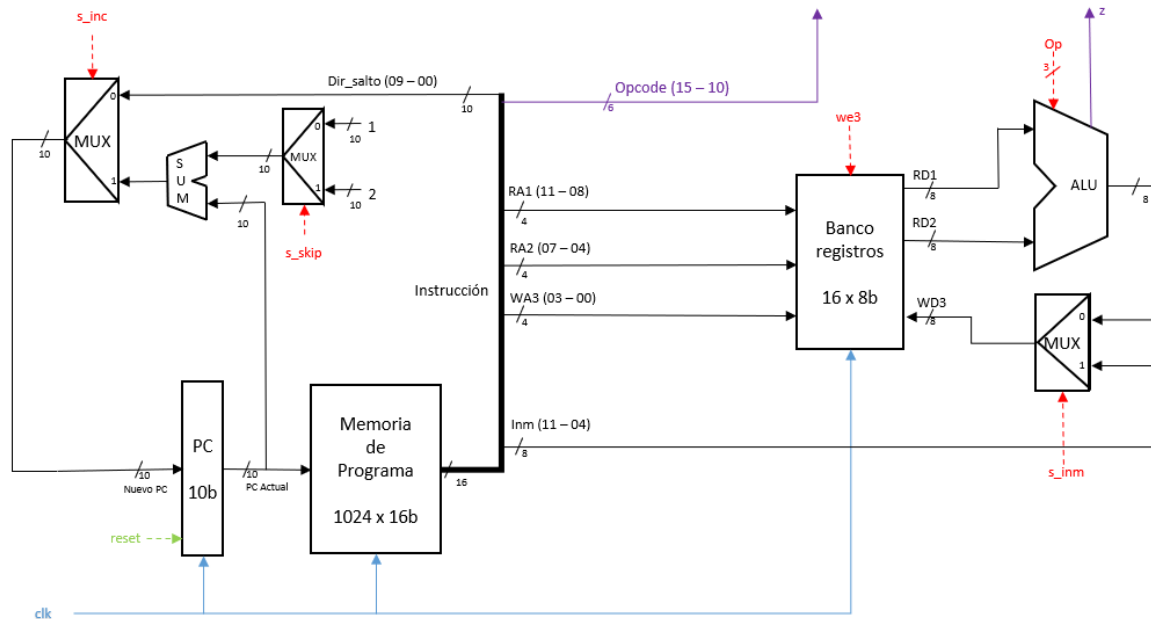 s_inc
z
Op
3
Dir_salto (09 – 00)
10
Opcode (15 – 10)
6
0
MUX
1
10
0
MUX
1
10
1
10
2
10
S
U
M
10
s_skip
we3
RA1 (11 – 08)
4
RA2 (07 – 04)
4
WA3 (03 – 00)
4
Instrucción
Banco
registros
16 x 8b
RD1
8
RD2
8
WD3
8
ALU
8
0
MUX
1
s_inm
Inm (11 – 04)
8
PC
10b
10
Nuevo PC
10
PC Actual
Memoria
de
Programa
1024 x 16b
16
reset
clk